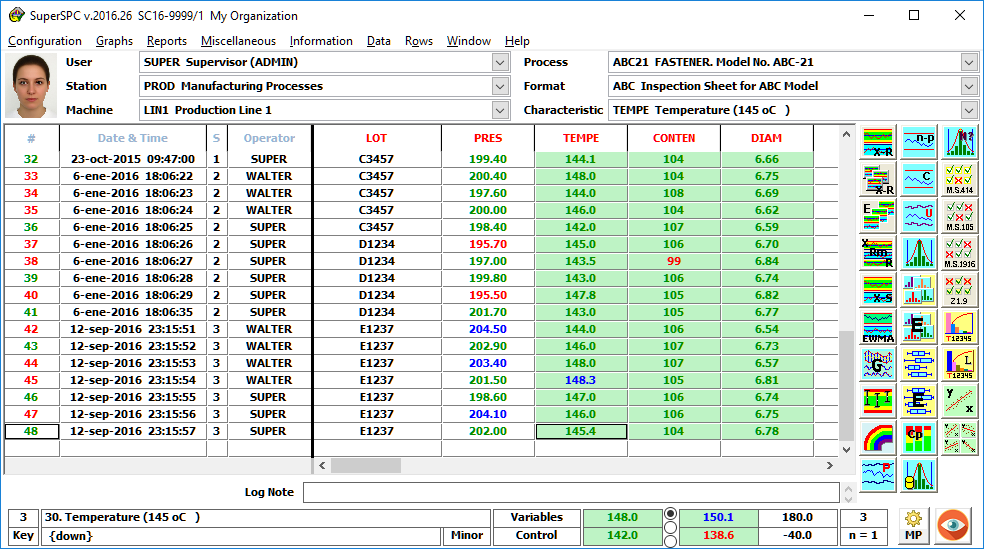 SuperSPC v.2016.26 SC16-9999/1 My Organization
Configuration Graphs Reports Miscellaneous Information Data Rows Window Help
User SUPER Supervisor (ADMIN) Process ABC21 FASTENER. Model No. ABC-21
Station PROD Manufacturing Processes Format ABC Inspection Sheet for ABC Model
Machine LIN1 Production Line 1 Characteristic TEMPE Temperature (145 oC )
# Date & Time S Operator LOT PRES TEMPE CONTEN DIAM
32 23-oct-2015 09:47:00 1 SUPER C3457 199.40 144.1 104 6.66
33 6-ene-2016 18:06:22 2 WALTER C3457 200.40 148.0 104 6.75
34 6-ene-2016 18:06:23 2 WALTER C3457 197.60 144.0 108 6.69
35 6-ene-2016 18:06:24 2 WALTER C3457 200.00 146.0 104 6.62
36 6-ene-2016 18:06:25 2 SUPER C3457 198.40 142.0 107 6.59
37 6-ene-2016 18:06:26 2 SUPER D1234 195.70 145.0 106 6.70
38 6-ene-2016 18:06:27 2 SUPER D1234 197.00 143.5 99 6.84
39 6-ene-2016 18:06:28 2 SUPER D1234 199.80 143.0 106 6.74
40 6-ene-2016 18:06:29 2 SUPER D1234 195.50 147.8 105 6.82
41 6-ene-2016 18:06:35 2 SUPER D1234 201.70 143.0 105 6.77
42 12-sep-2016 23:15:51 3 WALTER E1237 204.50 144.0 106 6.54
43 12-sep-2016 23:15:52 3 WALTER E1237 202.90 146.0 107 6.73
44 12-sep-2016 23:15:53 3 WALTER E1237 203.40 148.0 107 6.57
45 12-sep-2016 23:15:54 3 WALTER E1237 201.50 148.3 105 6.81
46 12-sep-2016 23:15:55 3 SUPER E1237 198.60 147.0 106 6.74
47 12-sep-2016 23:15:56 3 SUPER E1237 204.10 146.0 106 6.75
48 12-sep-2016 23:15:57 3 SUPER E1237 202.00 145.4 104 6.78
X-R n-p N?
X-R C M.S.414
E U M.S.105
X Rm R M.S.1916
X-S Z1.9
EWMA E T12345
G L T12345
E y x
Cp Y X Y X Y X Y X
P
Log Note
3 30. Temperature (145 oC ) Variables 148.0 150.1 180.0 3
Key {down} Minor Control 142.0 138.6 -40.0 n = 1 MP